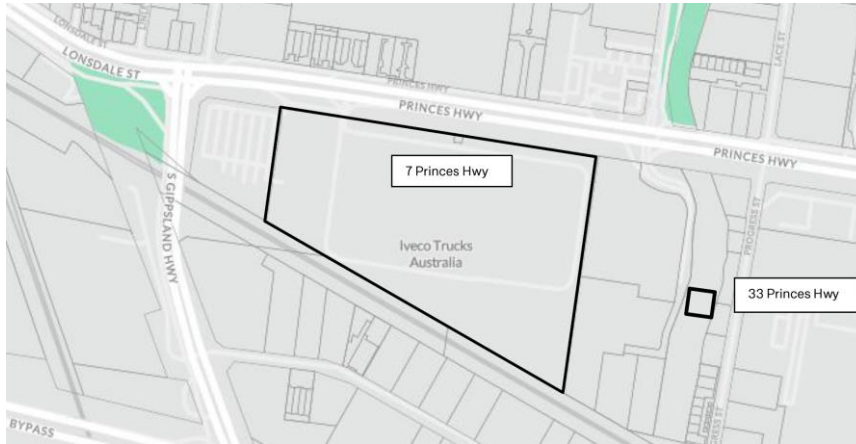 LONSDALE ST
LONSDALE ST
PRINCES HWY
PRINCES HWY
PRINCES HWY
LACE ST
7 Princes Hwy
S GIPPSLAND HWY
Iveco Trucks
Australia
PROGRESS ST
33 Princes Hwy
BYPASS